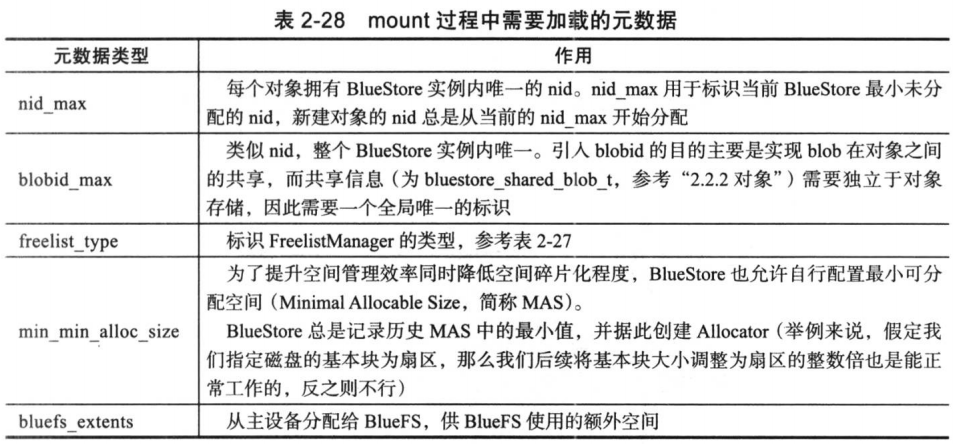 表 2-28 mount 过程中需要加载的元数据
元数据类型 作用
nid_max
每个对象拥有 BlueStore 实例内唯一的 nid。nid_max 用于标识当前 BlueStore 最小未分
配的 nid，新建对象的 nid 总是从当前的 nid_max 开始分配
blobid_max
类似 nid，整个 BlueStore 实例内唯一。引入 blobid 的目的主要是实现 blob 在对象之间
的共享，而共享信息（为 bluestore_shared_blob_t，参考“2.2.2 对象”）需要独立于对象
存储，因此需要一个全局唯一的标识
freelist_type 标识 FreelistManager 的类型，参考表 2-27
min_min_alloc_size
为了提升空间管理效率同时降低空间碎片化程度，BlueStore 也允许自行配置最小可分
配空间（Minimal Allocable Size，简称 MAS）。
BlueStore 总是记录历史 MAS 中的最小值，并据此创建 Allocator（举例来说，假定我
们指定磁盘的基本块为扇区，那么我们后续将基本块大小调整为扇区的整数倍也是能正
常工作的，反之则不行）
bluefs_extents 从主设备分配给 BlueFS，供 BlueFS 使用的额外空间